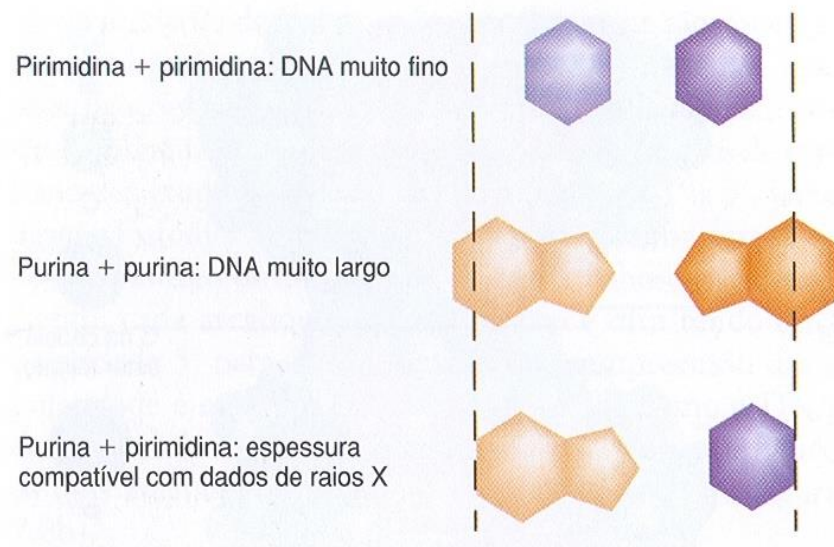 Pirimidina + pirimidina: DNA muito fino
Purina + purina: DNA muito largo
Purina + pirimidina: espessura
compatível com dados de raios X